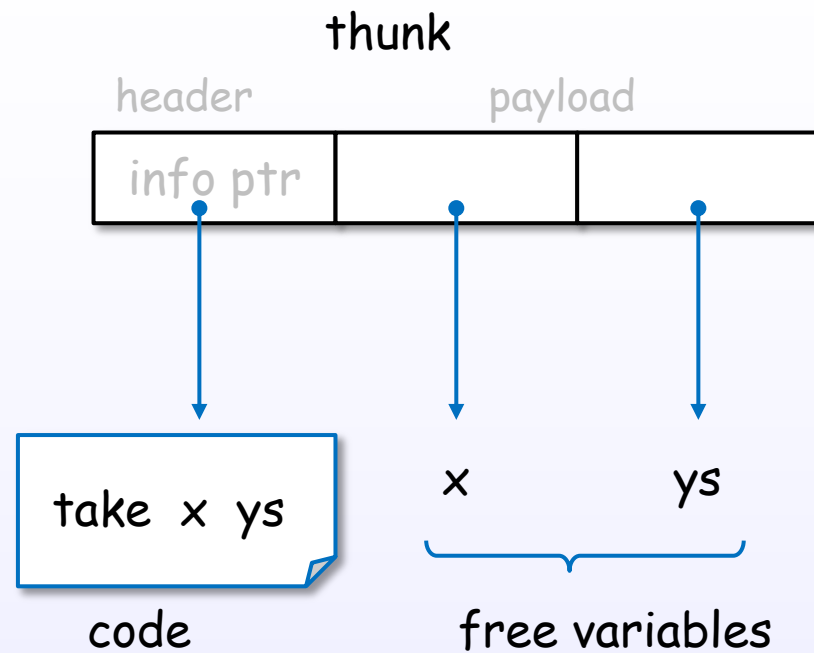 thunk
header payload
info ptr
take x ys
x ys
code free variables